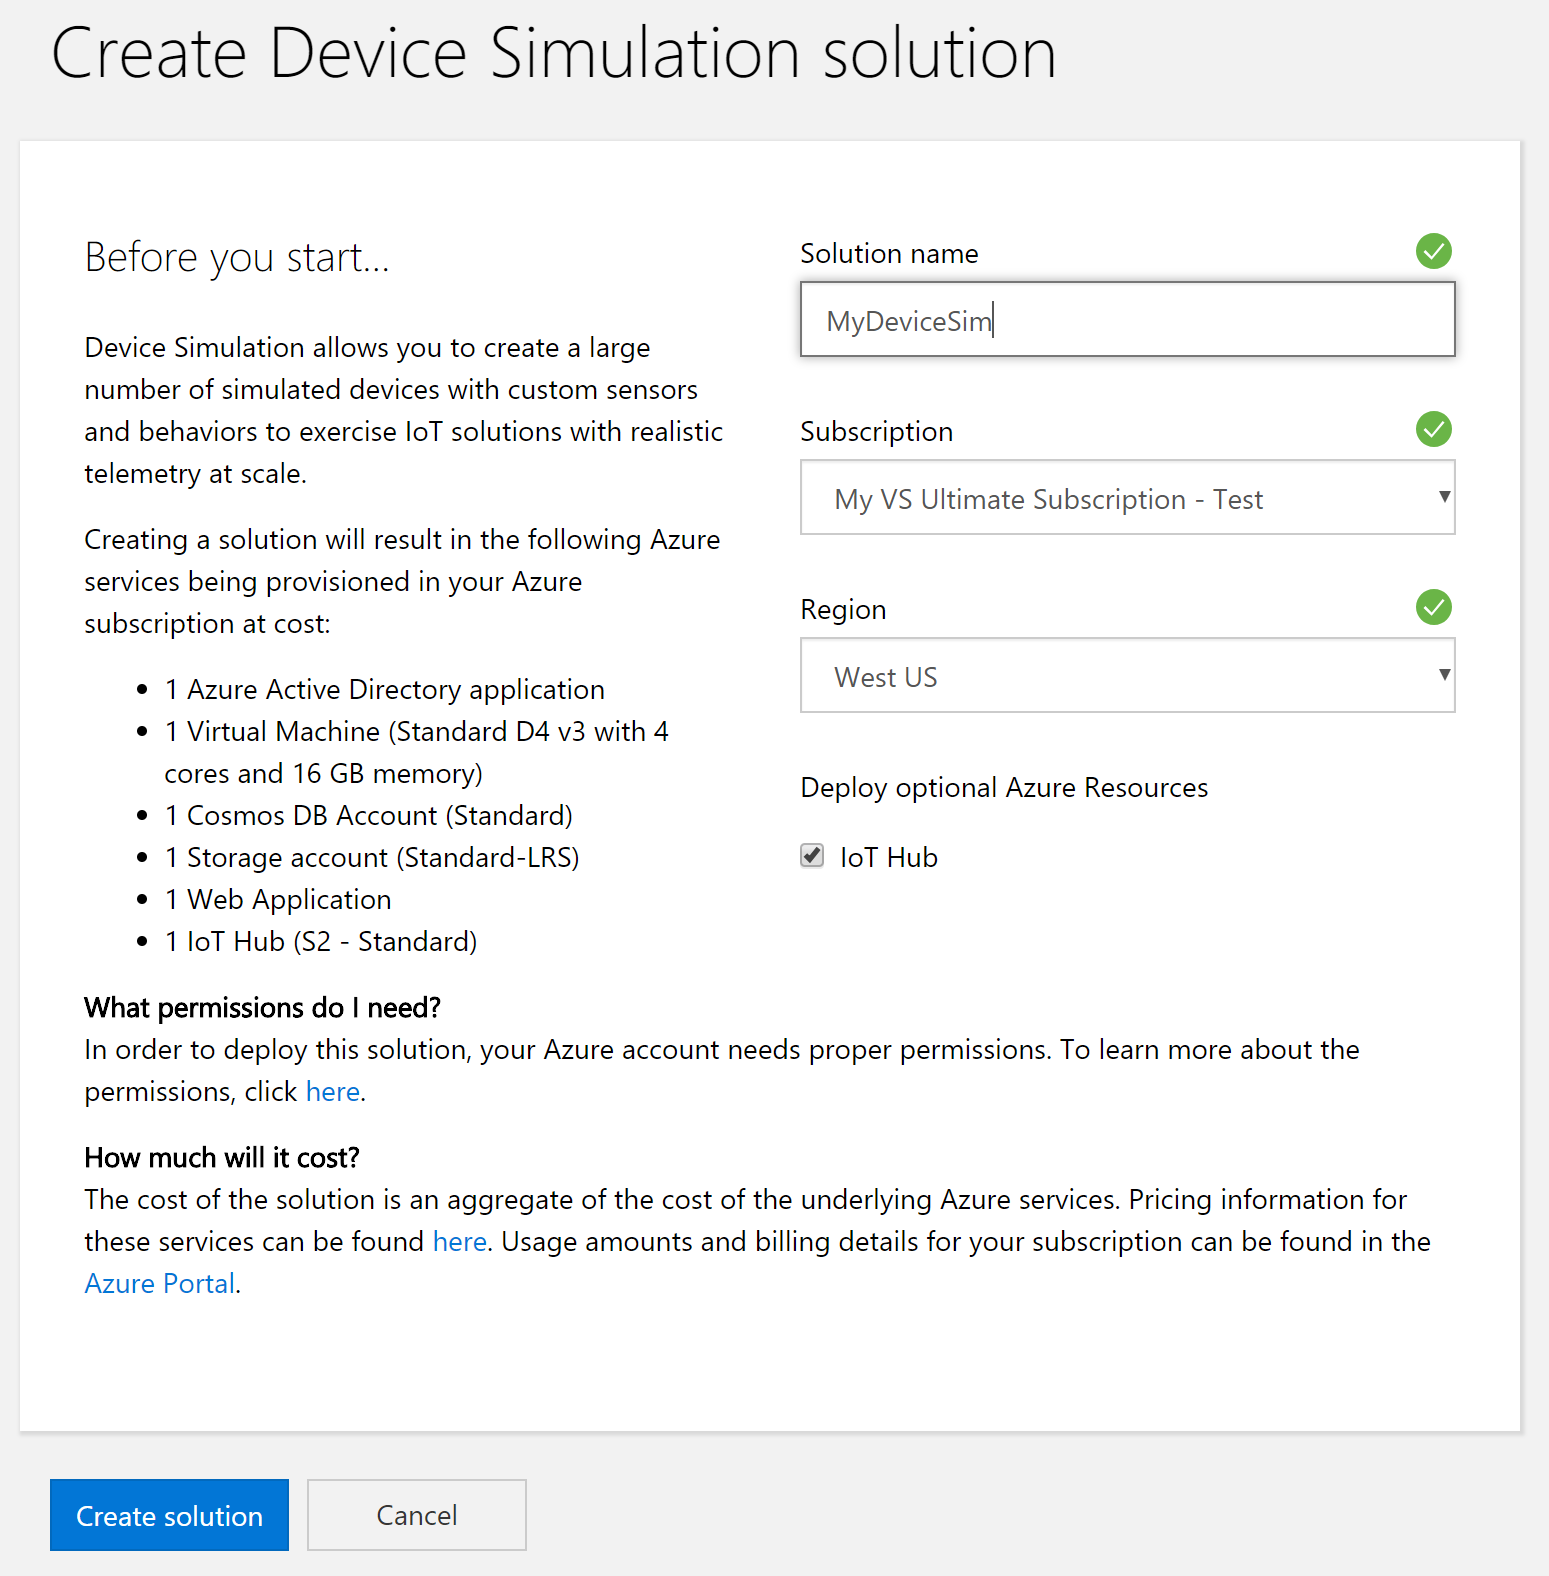 Create Device Simulation solution
Before you start...
Device Simulation allows you to create a large
number of simulated devices with custom sensors
and behaviors to exercise IoT solutions with realistic
telemetry at scale.
Creating a solution will result in the following Azure
services being provisioned in your Azure
subscription at cost:
• 1 Azure Active Directory application
• 1 Virtual Machine (Standard D4 v3 with 4
cores and 16 GB memory)
• 1 Cosmos DB Account (Standard)
• 1 Storage account (Standard-LRS)
• 1 Web Application
• 1 IoT Hub (S2 - Standard)
Solution name
MyDeviceSim
Subscription
My VS Ultimate Subscription - Test
Region
West US
Deploy optional Azure Resources
IoT Hub
What permissions do I need?
In order to deploy this solution, your Azure account needs proper permissions. To learn more about the
permissions, click here.
How much will it cost?
The cost of the solution is an aggregate of the cost of the underlying Azure services. Pricing information for
these services can be found here. Usage amounts and billing details for your subscription can be found in the
Azure Portal.
Create solution
Cancel